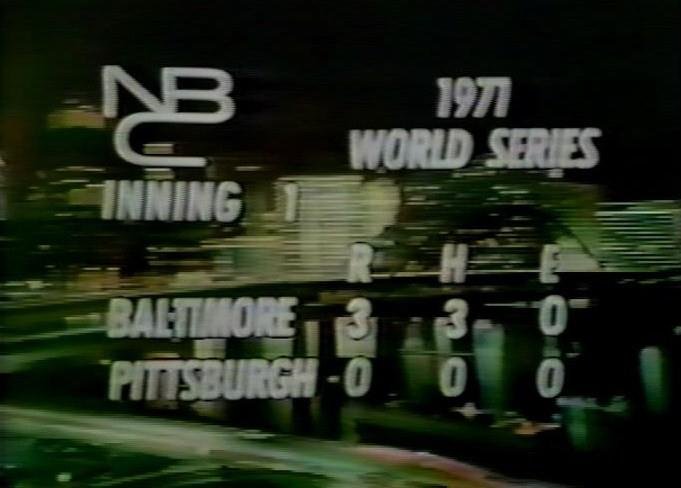 NBC
1971
WORLD SERIES
INNING 1
R H E
BALTIMORE 3 3 0
PITTSBURGH 0 0 0